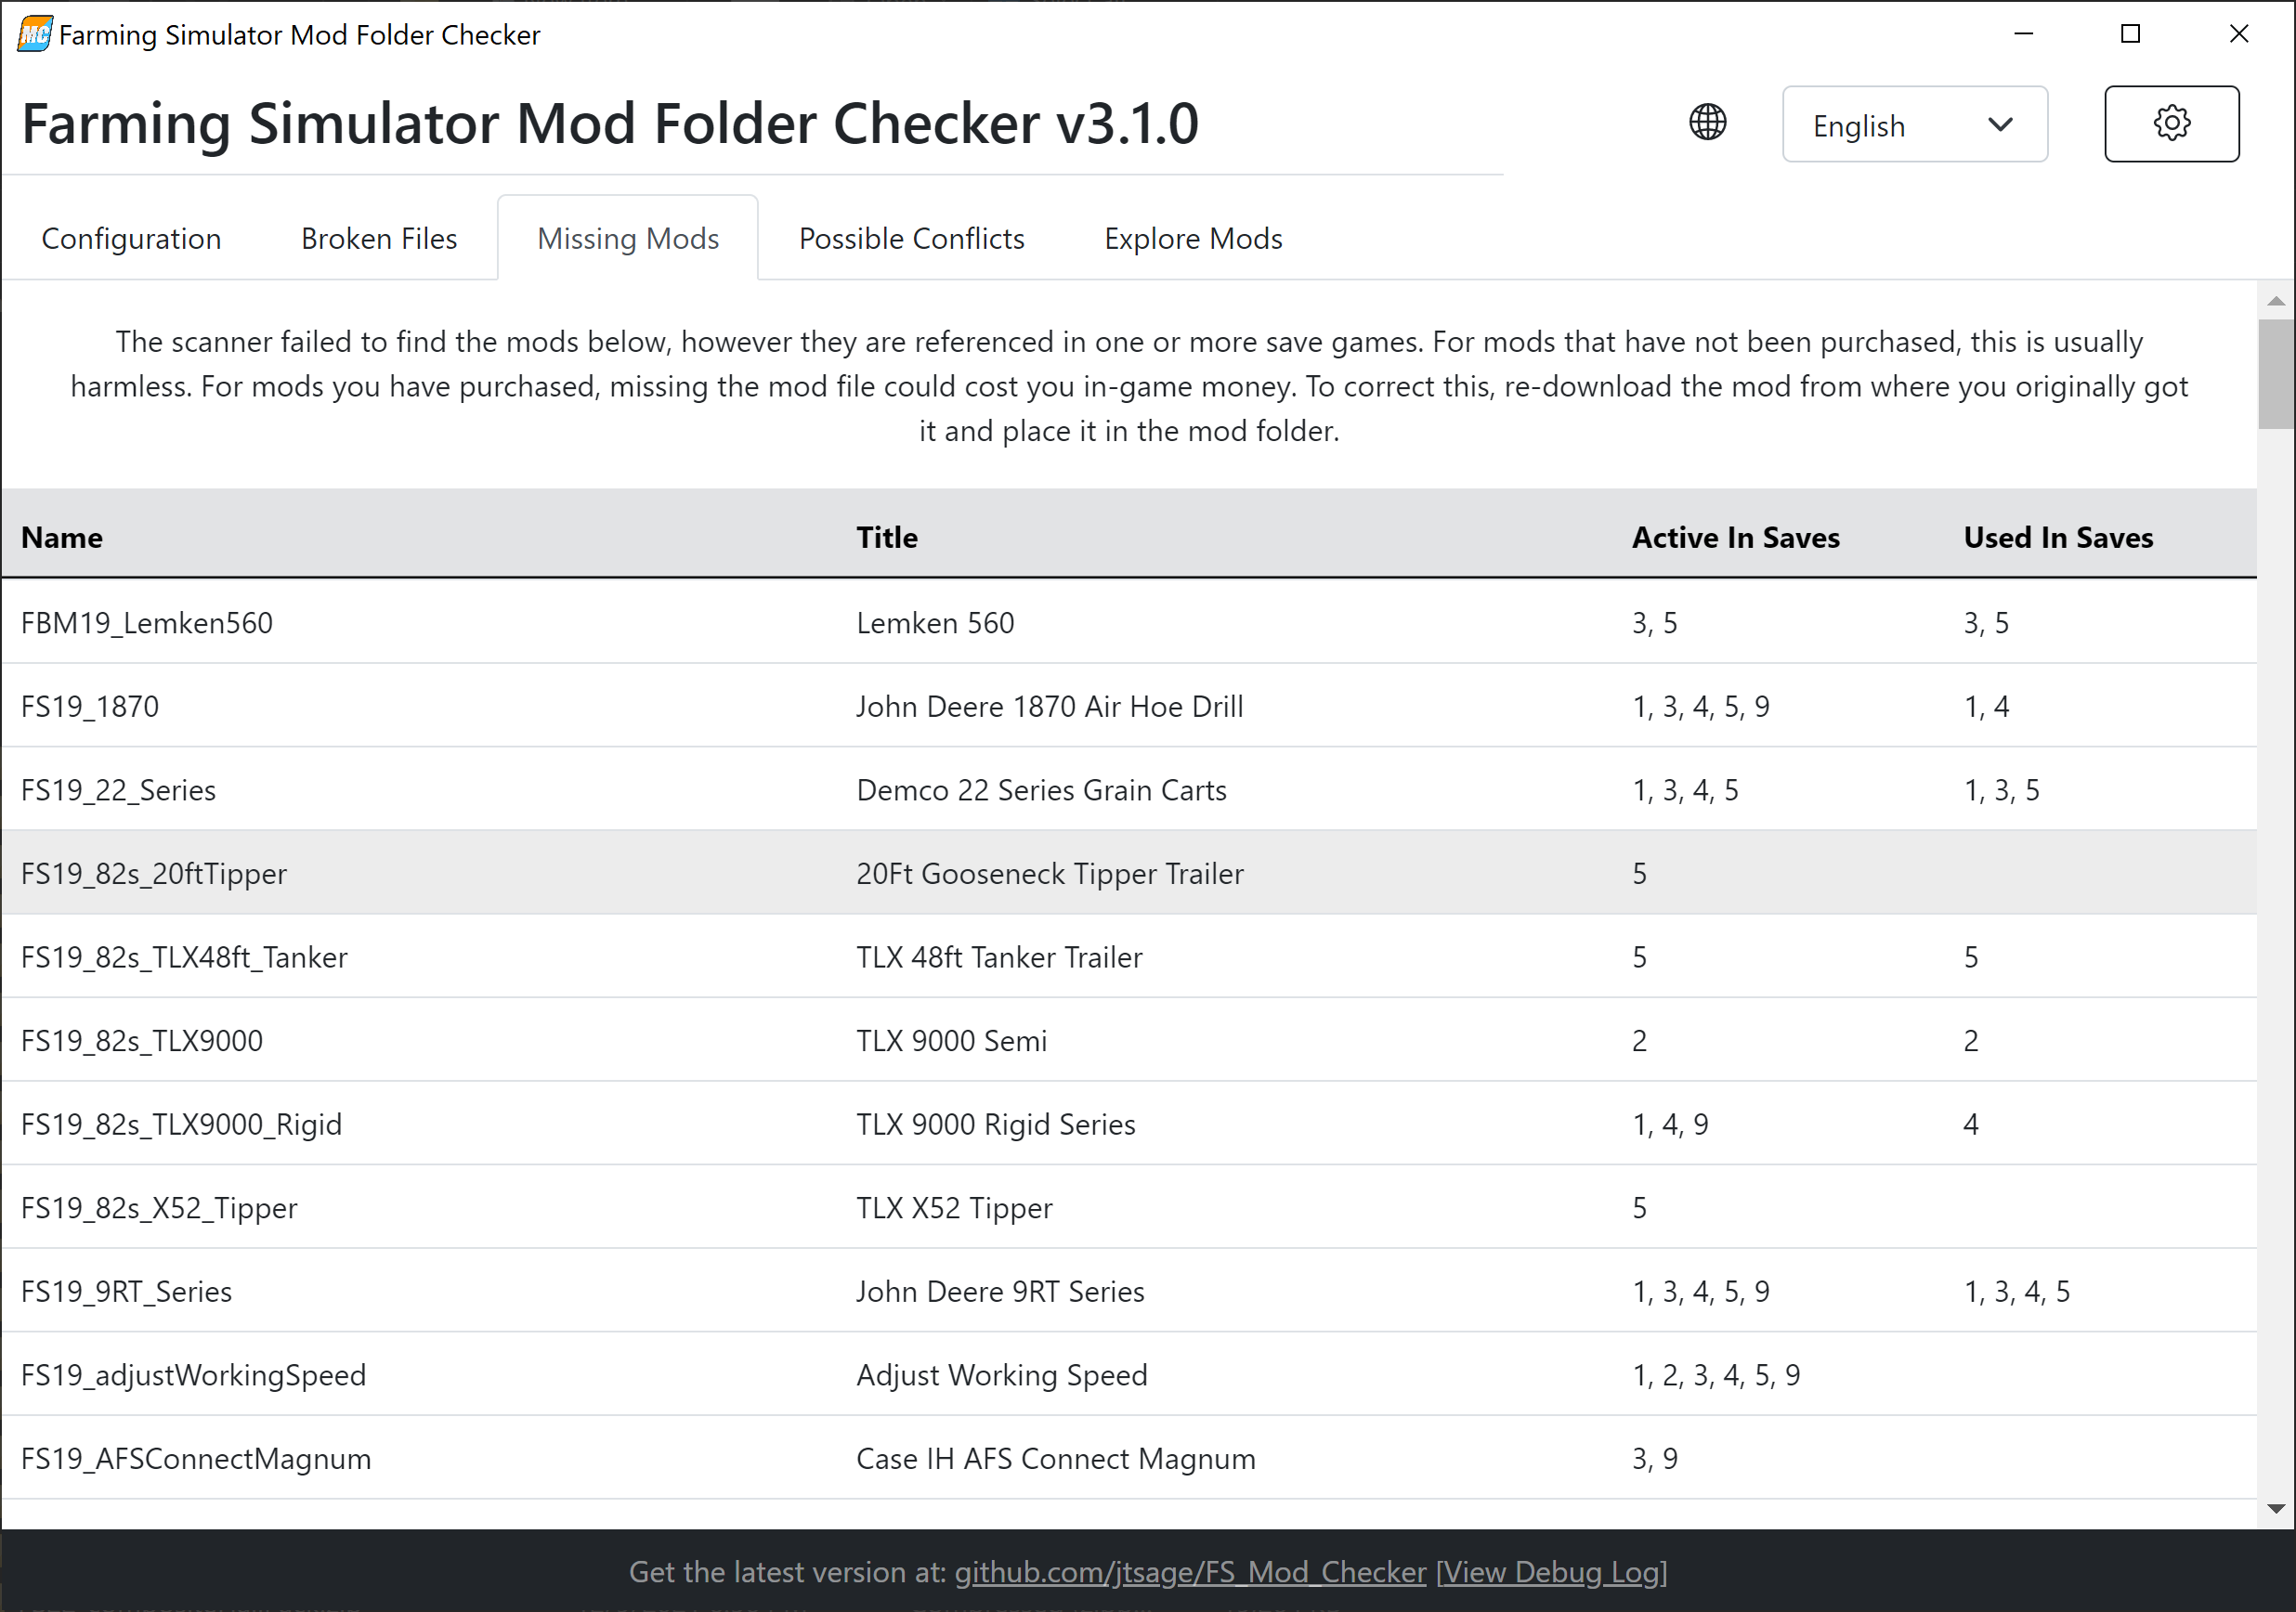 MC Farming Simulator Mod Folder Checker
Farming Simulator Mod Folder Checker v3.1.0
English
Configuration Broken Files Missing Mods Possible Conflicts Explore Mods
The scanner failed to find the mods below, however they are referenced in one or more save games. For mods that have not been purchased, this is usually
harmless. For mods you have purchased, missing the mod file could cost you in-game money. To correct this, re-download the mod from where you originally got
it and place it in the mod folder.
Name Title Active In Saves Used In Saves
FBM19_Lemken560 Lemken 560 3, 5 3, 5
FS19_1870 John Deere 1870 Air Hoe Drill 1, 3, 4, 5, 9 1, 4
FS19_22_Series Demco 22 Series Grain Carts 1, 3, 4, 5 1, 3, 5
FS19_82s_20ftTipper 20Ft Gooseneck Tipper Trailer 5
FS19_82s_TLX48ft_Tanker TLX 48ft Tanker Trailer 5 5
FS19_82s_TLX9000 TLX 9000 Semi 2 2
FS19_82s_TLX9000_Rigid TLX 9000 Rigid Series 1, 4, 9 4
FS19_82s_X52_Tipper TLX X52 Tipper 5
FS19_9RT_Series John Deere 9RT Series 1, 3, 4, 5, 9 1, 3, 4, 5
FS19_adjustWorkingSpeed Adjust Working Speed 1, 2, 3, 4, 5, 9
FS19_AFSConnectMagnum Case IH AFS Connect Magnum 3, 9
Get the latest version at: github.com/jtsage/FS_Mod_Checker [View Debug Log]